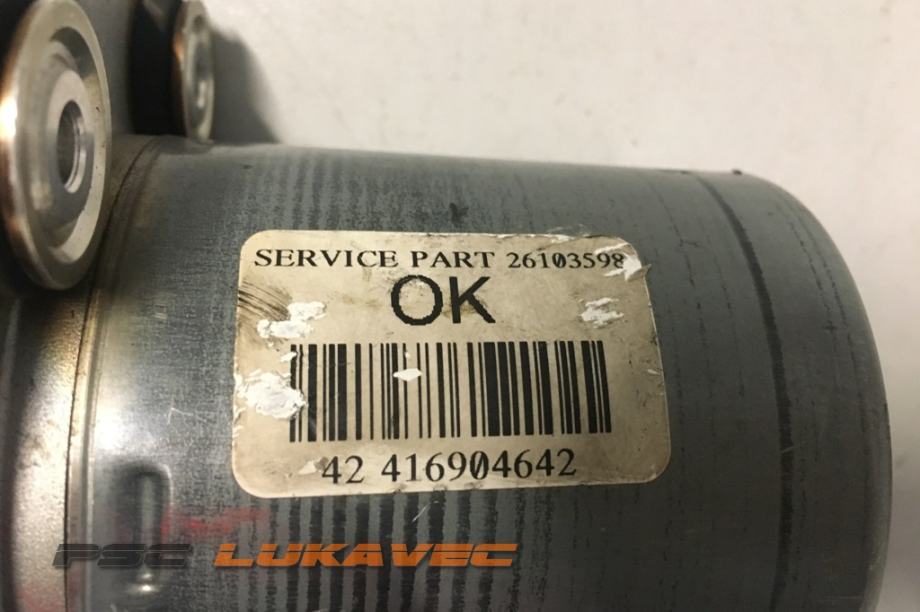 SERVICE PART 26103598
OK
42 416904642
PSC LUKAVEC